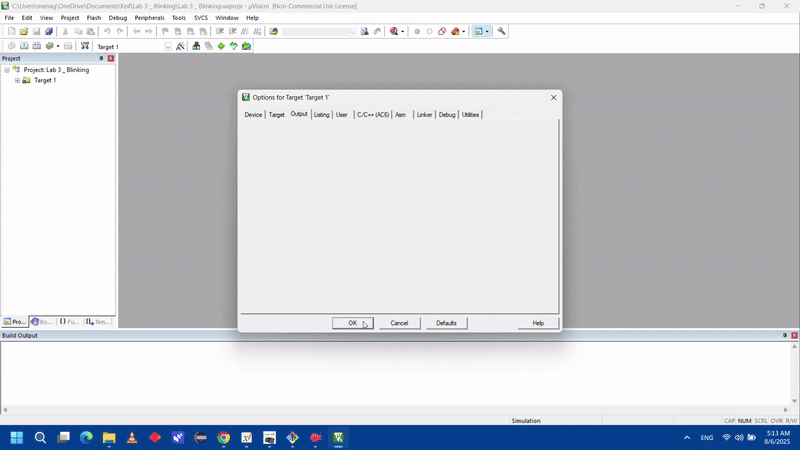 C:\Users\menag\OneDrive\Documents\Keil\Lab 3 _ Blinking\Lab 3 _ Blinking.uvprojx - µVision [Non-Commercial Use License]
File Edit View Project Flash Debug Peripherals Tools SVCS Window Help
Target 1
Project
Project: Lab 3 _ Blinking
Target 1
Options for Target 'Target 1'
Device Target Output Listing User C/C++ (AC6) Asm Linker Debug Utilities
OK Cancel Defaults Help
Pro... Bo... {} Fu... Tem...
Build Output
Simulation
CAP NUM SCRL OVR R/W
ENG
5:13 AM
8/6/2025